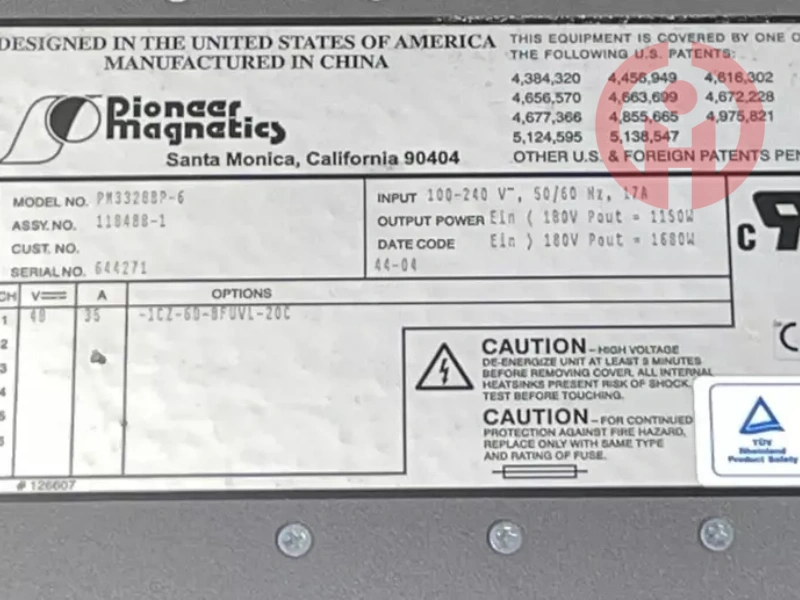 DESIGNED IN THE UNITED STATES OF AMERICA
MANUFACTURED IN CHINA
THIS EQUIPMENT IS COVERED BY ONE O
THE FOLLOWING U.S. PATENTS:
4,384,320 4,456,949 4,616,302
4,656,570 4,663,699 4,672,228
4,677,366 4,855,665 4,975,821
5,124,595 5,138,547
OTHER U.S. & FOREIGN PATENTS PEN
Pioneer
Magnetics
Santa Monica, California 90404
MODEL NO. PM3328BP-6
ASSY. NO. 118488-1
CUST. NO.
SERIAL NO. 644271
INPUT 100-240 V~, 50/60 Hz, 17A
OUTPUT POWER Ein ( 180V Pout = 1150W
DATE CODE Ein ) 180V Pout = 1680W
44-04
CH V A OPTIONS
1 48 35 -1CZ-6D-8FUVL-20C
2
3
4
5
6
# 126607
CAUTION – HIGH VOLTAGE
DE-ENERGIZE UNIT AT LEAST 5 MINUTES
BEFORE REMOVING COVER. ALL INTERNAL
HEATSINKS PRESENT RISK OF SHOCK.
TEST BEFORE TOUCHING.
CAUTION – FOR CONTINUED
PROTECTION AGAINST FIRE HAZARD,
REPLACE ONLY WITH SAME TYPE
AND RATING OF FUSE.
C
TÜV
Rheinland
Product Safety